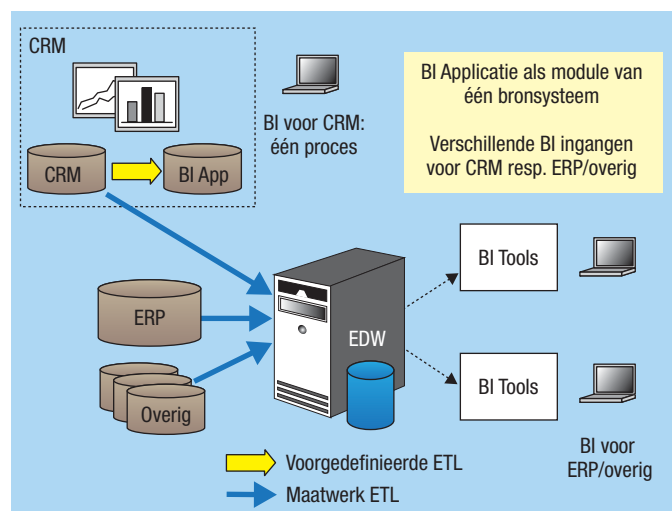 CRM
BI voor CRM:
één proces
BI Applicatie als module van
één bronsysteem
Verschillende BI ingangen
voor CRM resp. ERP/overig
CRM
BI App
BI Tools
ERP
EDW
BI Tools
Overig
BI voor
ERP/overig
Voorgedefinieerde ETL
Maatwerk ETL